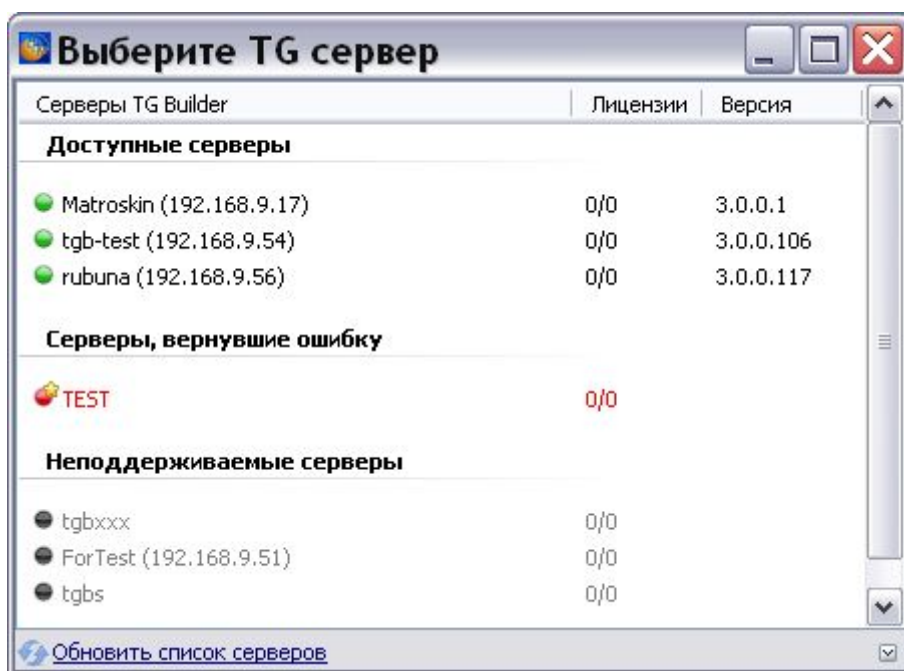 Выберите TG сервер
Серверы TG Builder Лицензии Версия
Доступные серверы
Matroskin (192.168.9.17) 0/0 3.0.0.1
tgb-test (192.168.9.54) 0/0 3.0.0.106
rubuna (192.168.9.56) 0/0 3.0.0.117
Серверы, вернувшие ошибку
TEST 0/0
Неподдерживаемые серверы
tgbxxx 0/0
ForTest (192.168.9.51) 0/0
tgbs 0/0
Обновить список серверов